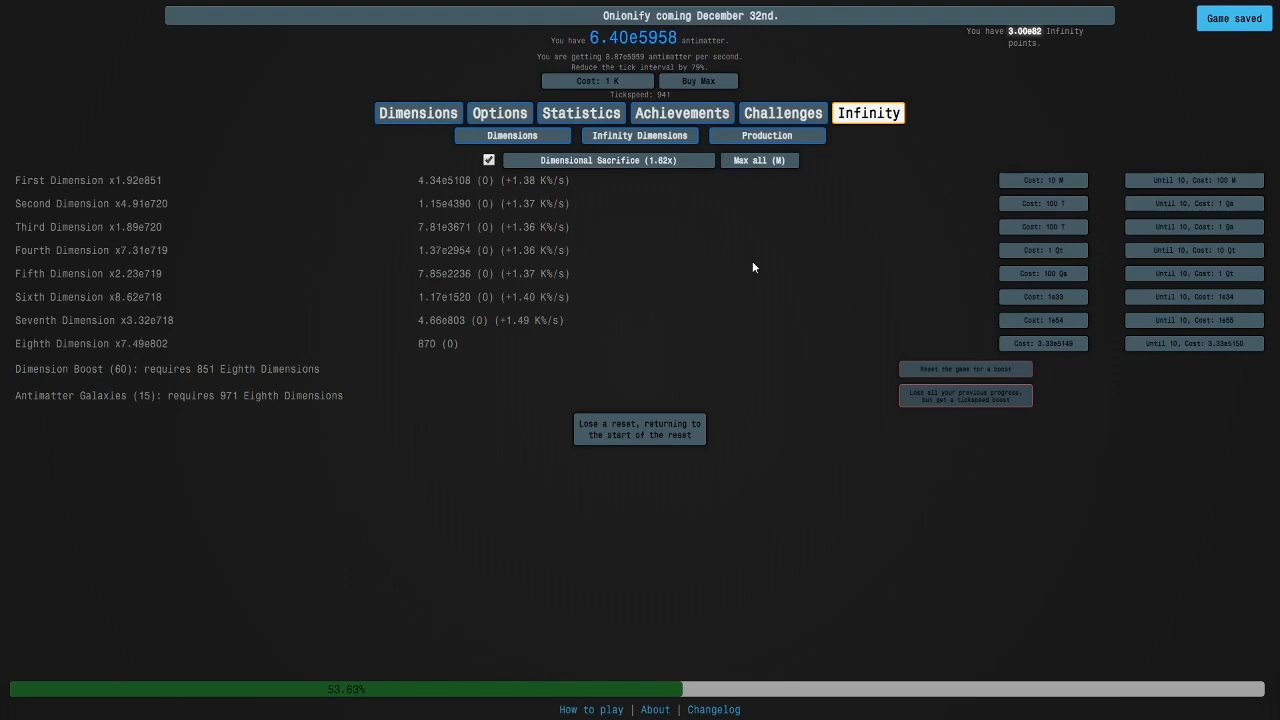 Onionify coming December 32nd.
Game saved
You have 6.40e5958 antimatter.
You have 3.00e82 Infinity
points.
You are getting 8.87e5959 antimatter per second.
Reduce the tick interval by 79%.
Cost: 1 K
Buy Max
Tickspeed: 941
Dimensions
Options
Statistics
Achievements
Challenges
Infinity
Dimensions
Infinity Dimensions
Production
Dimensional Sacrifice (1.62x)
Max all (M)
First Dimension x1.92e851 4.34e5108 (0) (+1.38 K%/s) Cost: 10 M Until 10, Cost: 100 M
Second Dimension x4.91e720 1.15e4390 (0) (+1.37 K%/s) Cost: 100 T Until 10, Cost: 1 Qa
Third Dimension x1.89e720 7.81e3671 (0) (+1.36 K%/s) Cost: 100 T Until 10, Cost: 1 Qa
Fourth Dimension x7.31e719 1.37e2954 (0) (+1.36 K%/s) Cost: 1 Qt Until 10, Cost: 10 Qt
Fifth Dimension x2.23e719 7.85e2236 (0) (+1.37 K%/s) Cost: 100 Qa Until 10, Cost: 1 Qt
Sixth Dimension x8.62e718 1.17e1520 (0) (+1.40 K%/s) Cost: 1e33 Until 10, Cost: 1e34
Seventh Dimension x3.32e718 4.66e803 (0) (+1.49 K%/s) Cost: 1e54 Until 10, Cost: 1e55
Eighth Dimension x7.49e802 870 (0) Cost: 3.33e5149 Until 10, Cost: 3.33e5150
Dimension Boost (60): requires 851 Eighth Dimensions
Reset the game for a boost
Antimatter Galaxies (15): requires 971 Eighth Dimensions
Lose all your previous progress,
but get a tickspeed boost
Lose a reset, returning to
the start of the reset
53.63%
How to play | About | Changelog